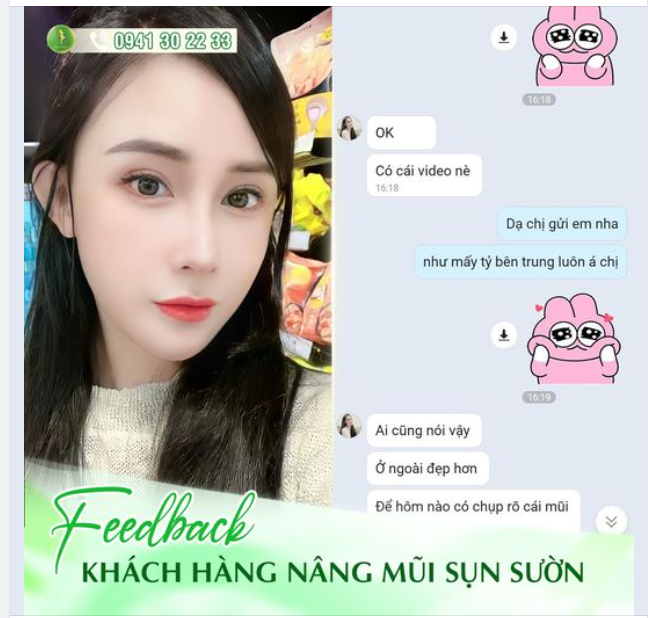 0941 30 22 33
16:18
OK
Có cái video nè
16:18
Dạ chị gửi em nha
như mấy tỷ bên trung luôn á chị
16:19
Ai cũng nói vậy
Ở ngoài đẹp hơn
Để hôm nào có chụp rõ cái mũi
Feedback
KHÁCH HÀNG NÂNG MŨI SỤN SƯỜN